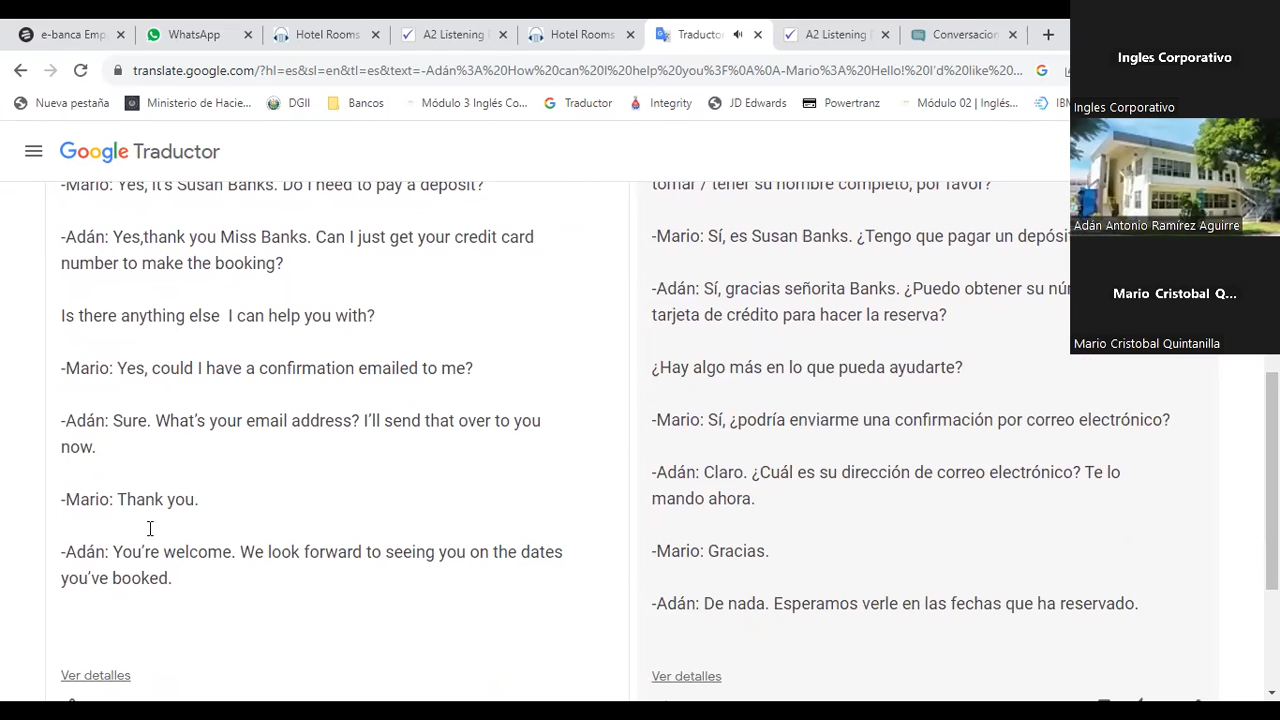 e-banca Emp
WhatsApp
Hotel Rooms
A2 Listening
Hotel Rooms
Traductor
A2 Listening
Conversacion
translate.google.com/?hl=es&sl=en&tl=es&text=-Adán%3A%20How%20can%20I%20help%20you%3F%0A%0A-Mario%3A%20Hello!%20I'd%20like%20...
Nueva pestaña
Ministerio de Hacie...
DGII
Bancos
Módulo 3 Inglés Co...
Traductor
Integrity
JD Edwards
Powertranz
Módulo 02 | Inglés...
Google Traductor
-Mario: Yes, it's Susan Banks. Do I need to pay a deposit?
-Adán: Yes,thank you Miss Banks. Can I just get your credit card
number to make the booking?
Is there anything else I can help you with?
-Mario: Yes, could I have a confirmation emailed to me?
-Adán: Sure. What's your email address? I'll send that over to you
now.
-Mario: Thank you.
-Adán: You're welcome. We look forward to seeing you on the dates
you've booked.
Ver detalles
tomar / tener su nombre completo, por favor?
-Mario: Sí, es Susan Banks. ¿Tengo que pagar un
-Adán: Sí, gracias señorita Banks. ¿Puedo obtener su
tarjeta de crédito para hacer la reserva?
¿Hay algo más en lo que pueda ayudarte?
-Mario: Sí, ¿podría enviarme una confirmación por correo electrónico?
-Adán: Claro. ¿Cuál es su dirección de correo electrónico? Te lo
mando ahora.
-Mario: Gracias.
-Adán: De nada. Esperamos verle en las fechas que ha reservado.
Ver detalles
Ingles Corporativo
Ingles Corporativo
Adán Antonio Ramírez Aguirre
Mario Cristobal Q...
Mario Cristobal Quintanilla